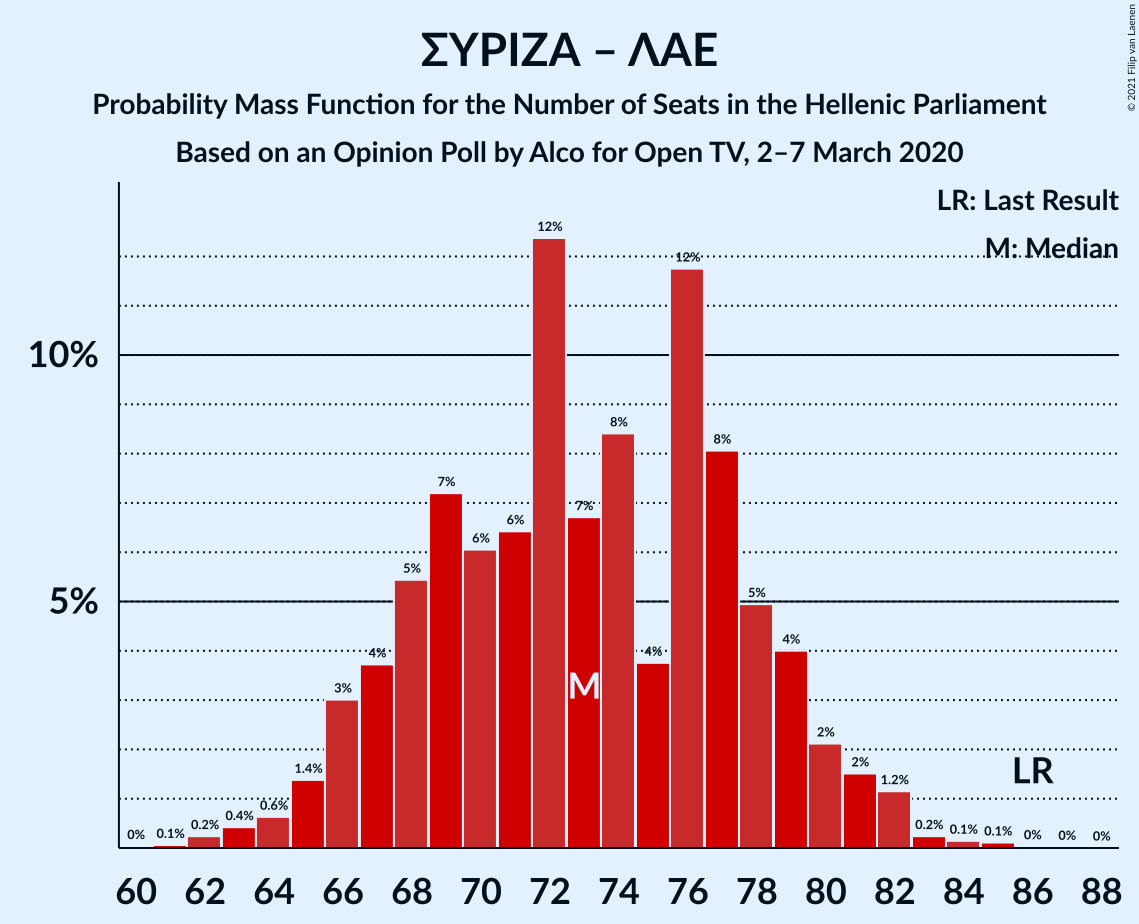 ΣΥΡΙΖΑ – ΛΑΕ
Probability Mass Function for the Number of Seats in the Hellenic Parliament
Based on an Opinion Poll by Alco for Open TV, 2–7 March 2020
© 2021 Filip van Laenen
LR: Last Result
M: Median
10%
5%
0% 0.1% 0.2% 0.4% 0.6% 1.4% 3% 4% 5% 7% 6% 6% 12% 7% 8% 4% 12% 8% 5% 4% 2% 2% 1.2% 0.2% 0.1% 0.1% 0% 0% 0%
M
LR
60 62 64 66 68 70 72 74 76 78 80 82 84 86 88